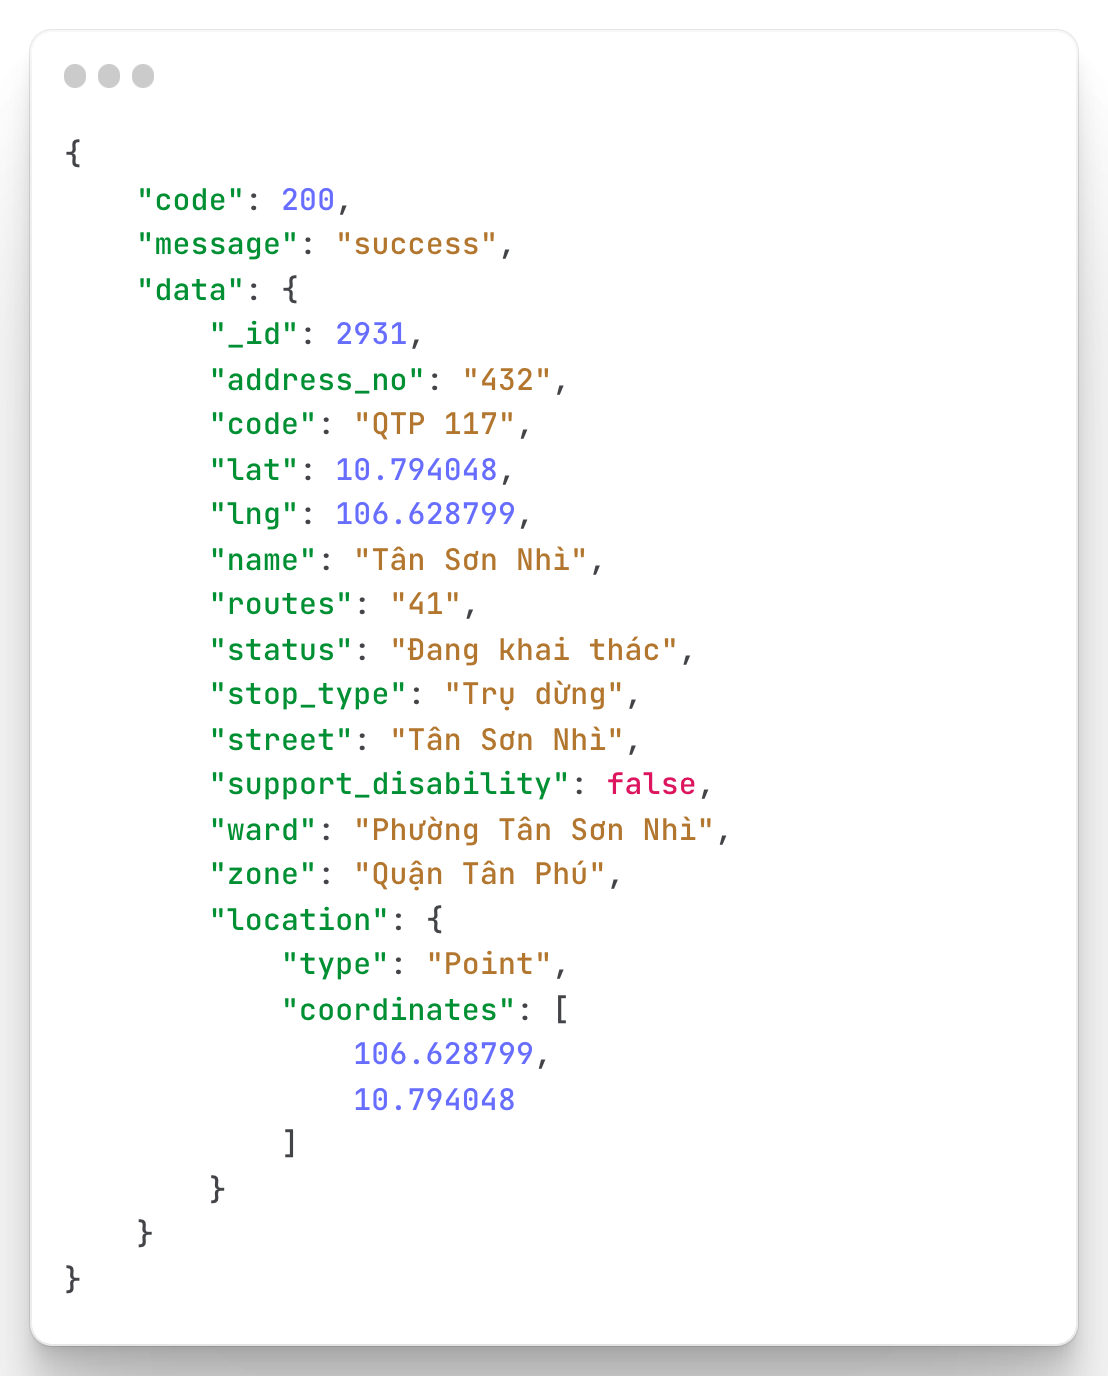 {
    "code": 200,
    "message": "success",
    "data": {
        "_id": 2931,
        "address_no": "432",
        "code": "QTP 117",
        "lat": 10.794048,
        "lng": 106.628799,
        "name": "Tân Sơn Nhì",
        "routes": "41",
        "status": "Đang khai thác",
        "stop_type": "Trụ dừng",
        "street": "Tân Sơn Nhì",
        "support_disability": false,
        "ward": "Phường Tân Sơn Nhì",
        "zone": "Quận Tân Phú",
        "location": {
            "type": "Point",
            "coordinates": [
                106.628799,
                10.794048
            ]
        }
    }
}